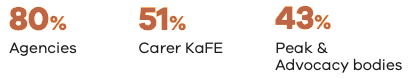 80% 51% 43%
Agencies Carer KaFE Peak &
Advocacy bodies